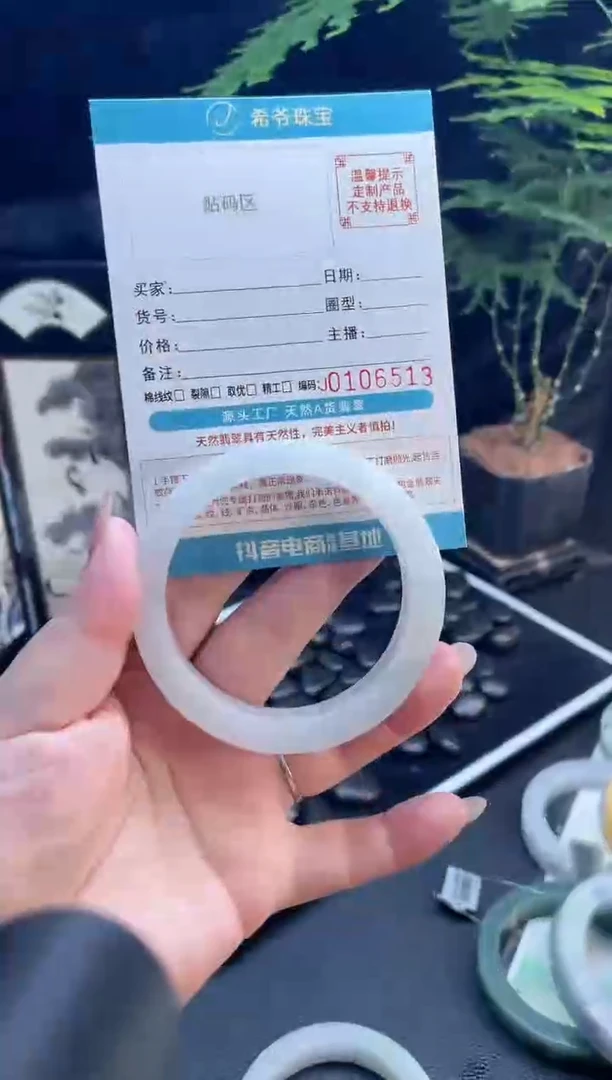 希爷珠宝
贴码区
温馨提示
定制产品
不支持退换
买家:
日期:
货号:
圈型:
价格:
主播:
备注:
棉线纹□ 裂隙□ 取优□ 精工□ 编码:
J0106513
源头工厂 天然A货翡翠
天然翡翠具有天然性，完美主义者慎拍!
抖音电商
基地